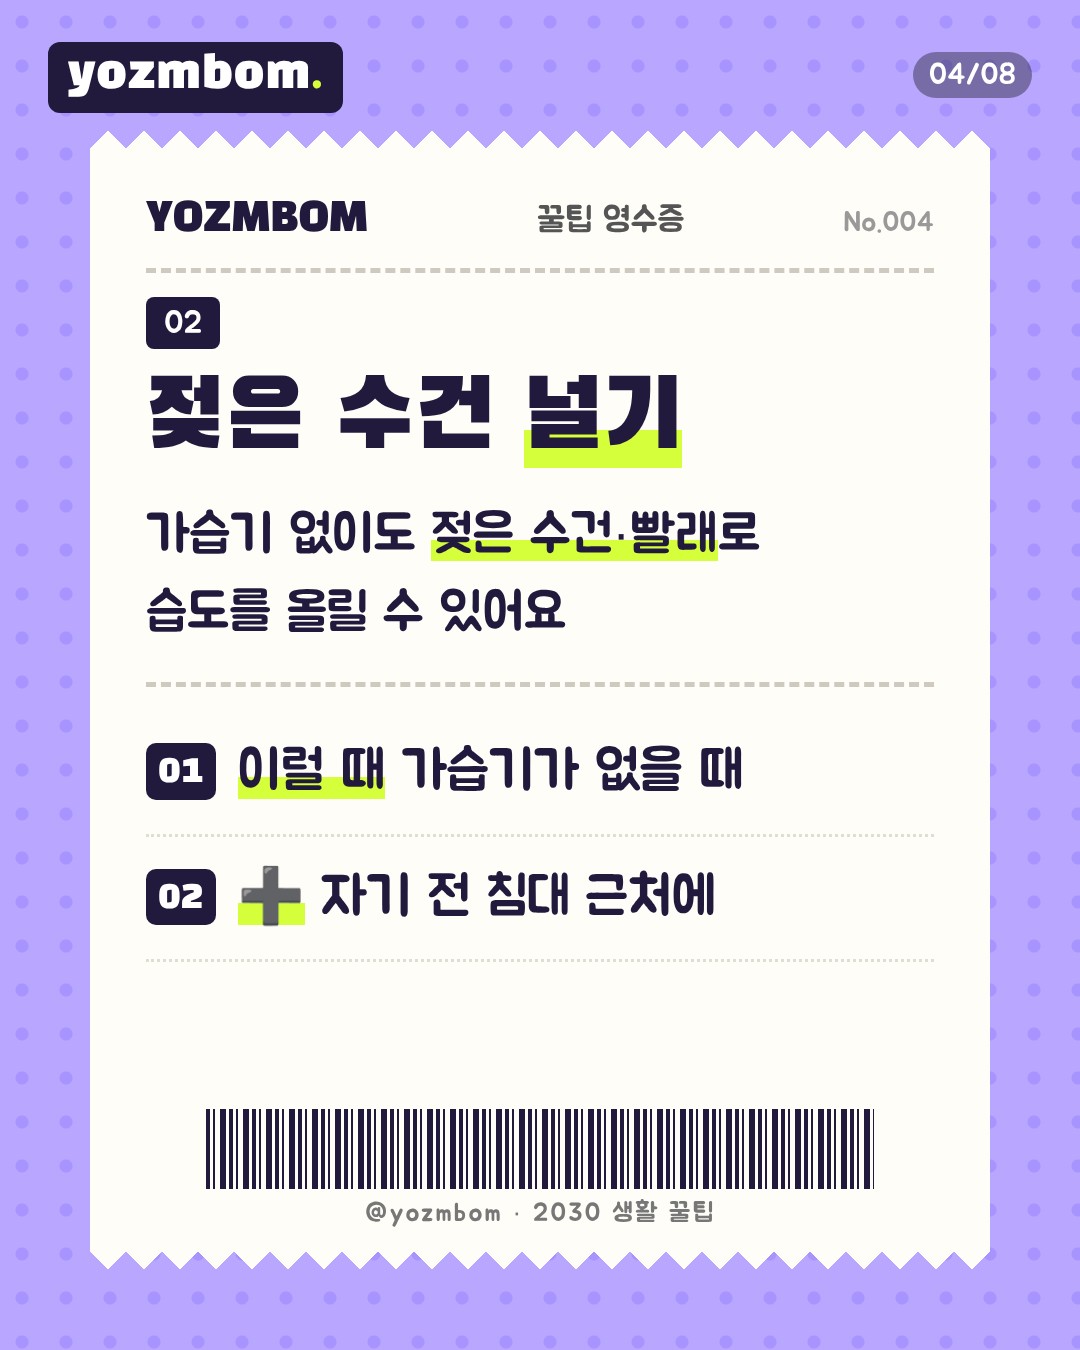 yozmbom.
04/08
YOZMBOM 꿀팁 영수증 No.004
02
젖은 수건 널기
가습기 없이도 젖은 수건·빨래로
습도를 올릴 수 있어요
01 이럴 때 가습기가 없을 때
02 ➕ 자기 전 침대 근처에
@yozmbom · 2030 생활 꿀팁